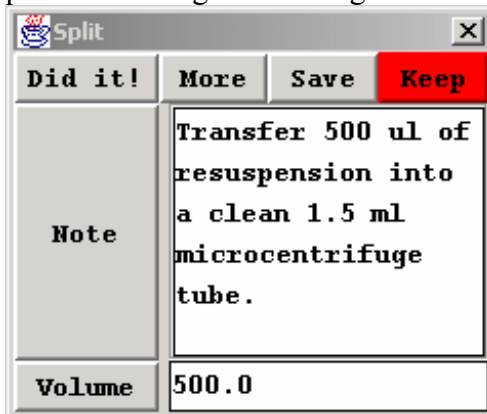 Split
Did it! More Save Keep
Note
Transfer 500 ul of
resuspension into
a clean 1.5 ml
microcentrifuge
tube.
Volume 500.0